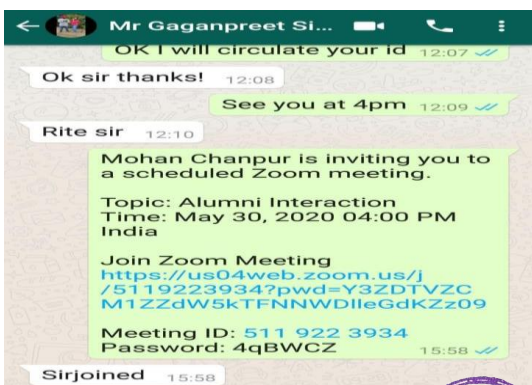 Mr Gaganpreet Si...
OK I will circulate your id 12:07
Ok sir thanks! 12:08
See you at 4pm 12:09
Rite sir 12:10
Mohan Chanpur is inviting you to
a scheduled Zoom meeting.
Topic: Alumni Interaction
Time: May 30, 2020 04:00 PM
India
Join Zoom Meeting
https://us04web.zoom.us/j
/5119223934?pwd=Y3ZDTVZC
M1ZZdW5kTFNNWDlleGdKZz09
Meeting ID: 511 922 3934
Password: 4qBWCZ 15:58
Sirjoined 15:58